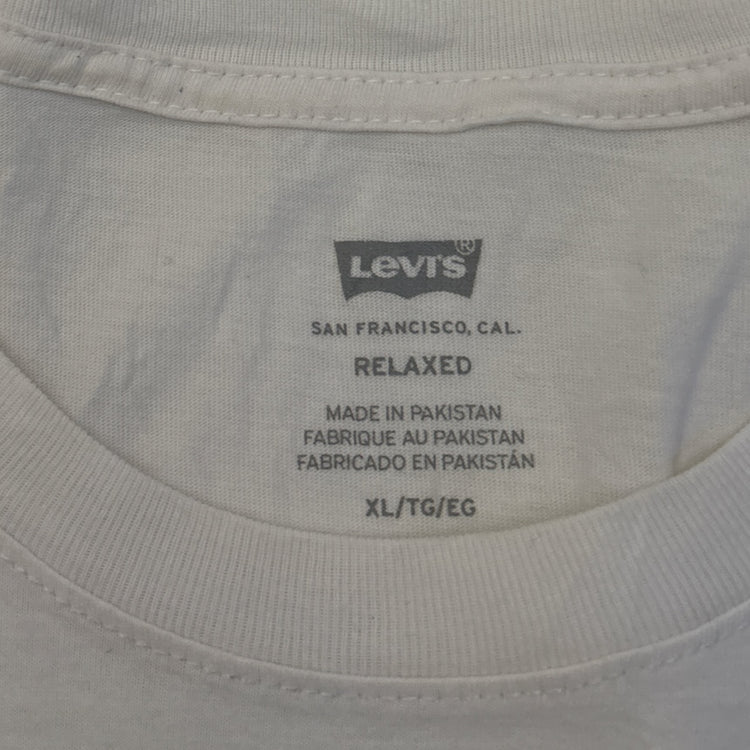 Levi's®
SAN FRANCISCO, CAL.
RELAXED
MADE IN PAKISTAN
FABRIQUE AU PAKISTAN
FABRICADO EN PAKISTÁN
XL/TG/EG